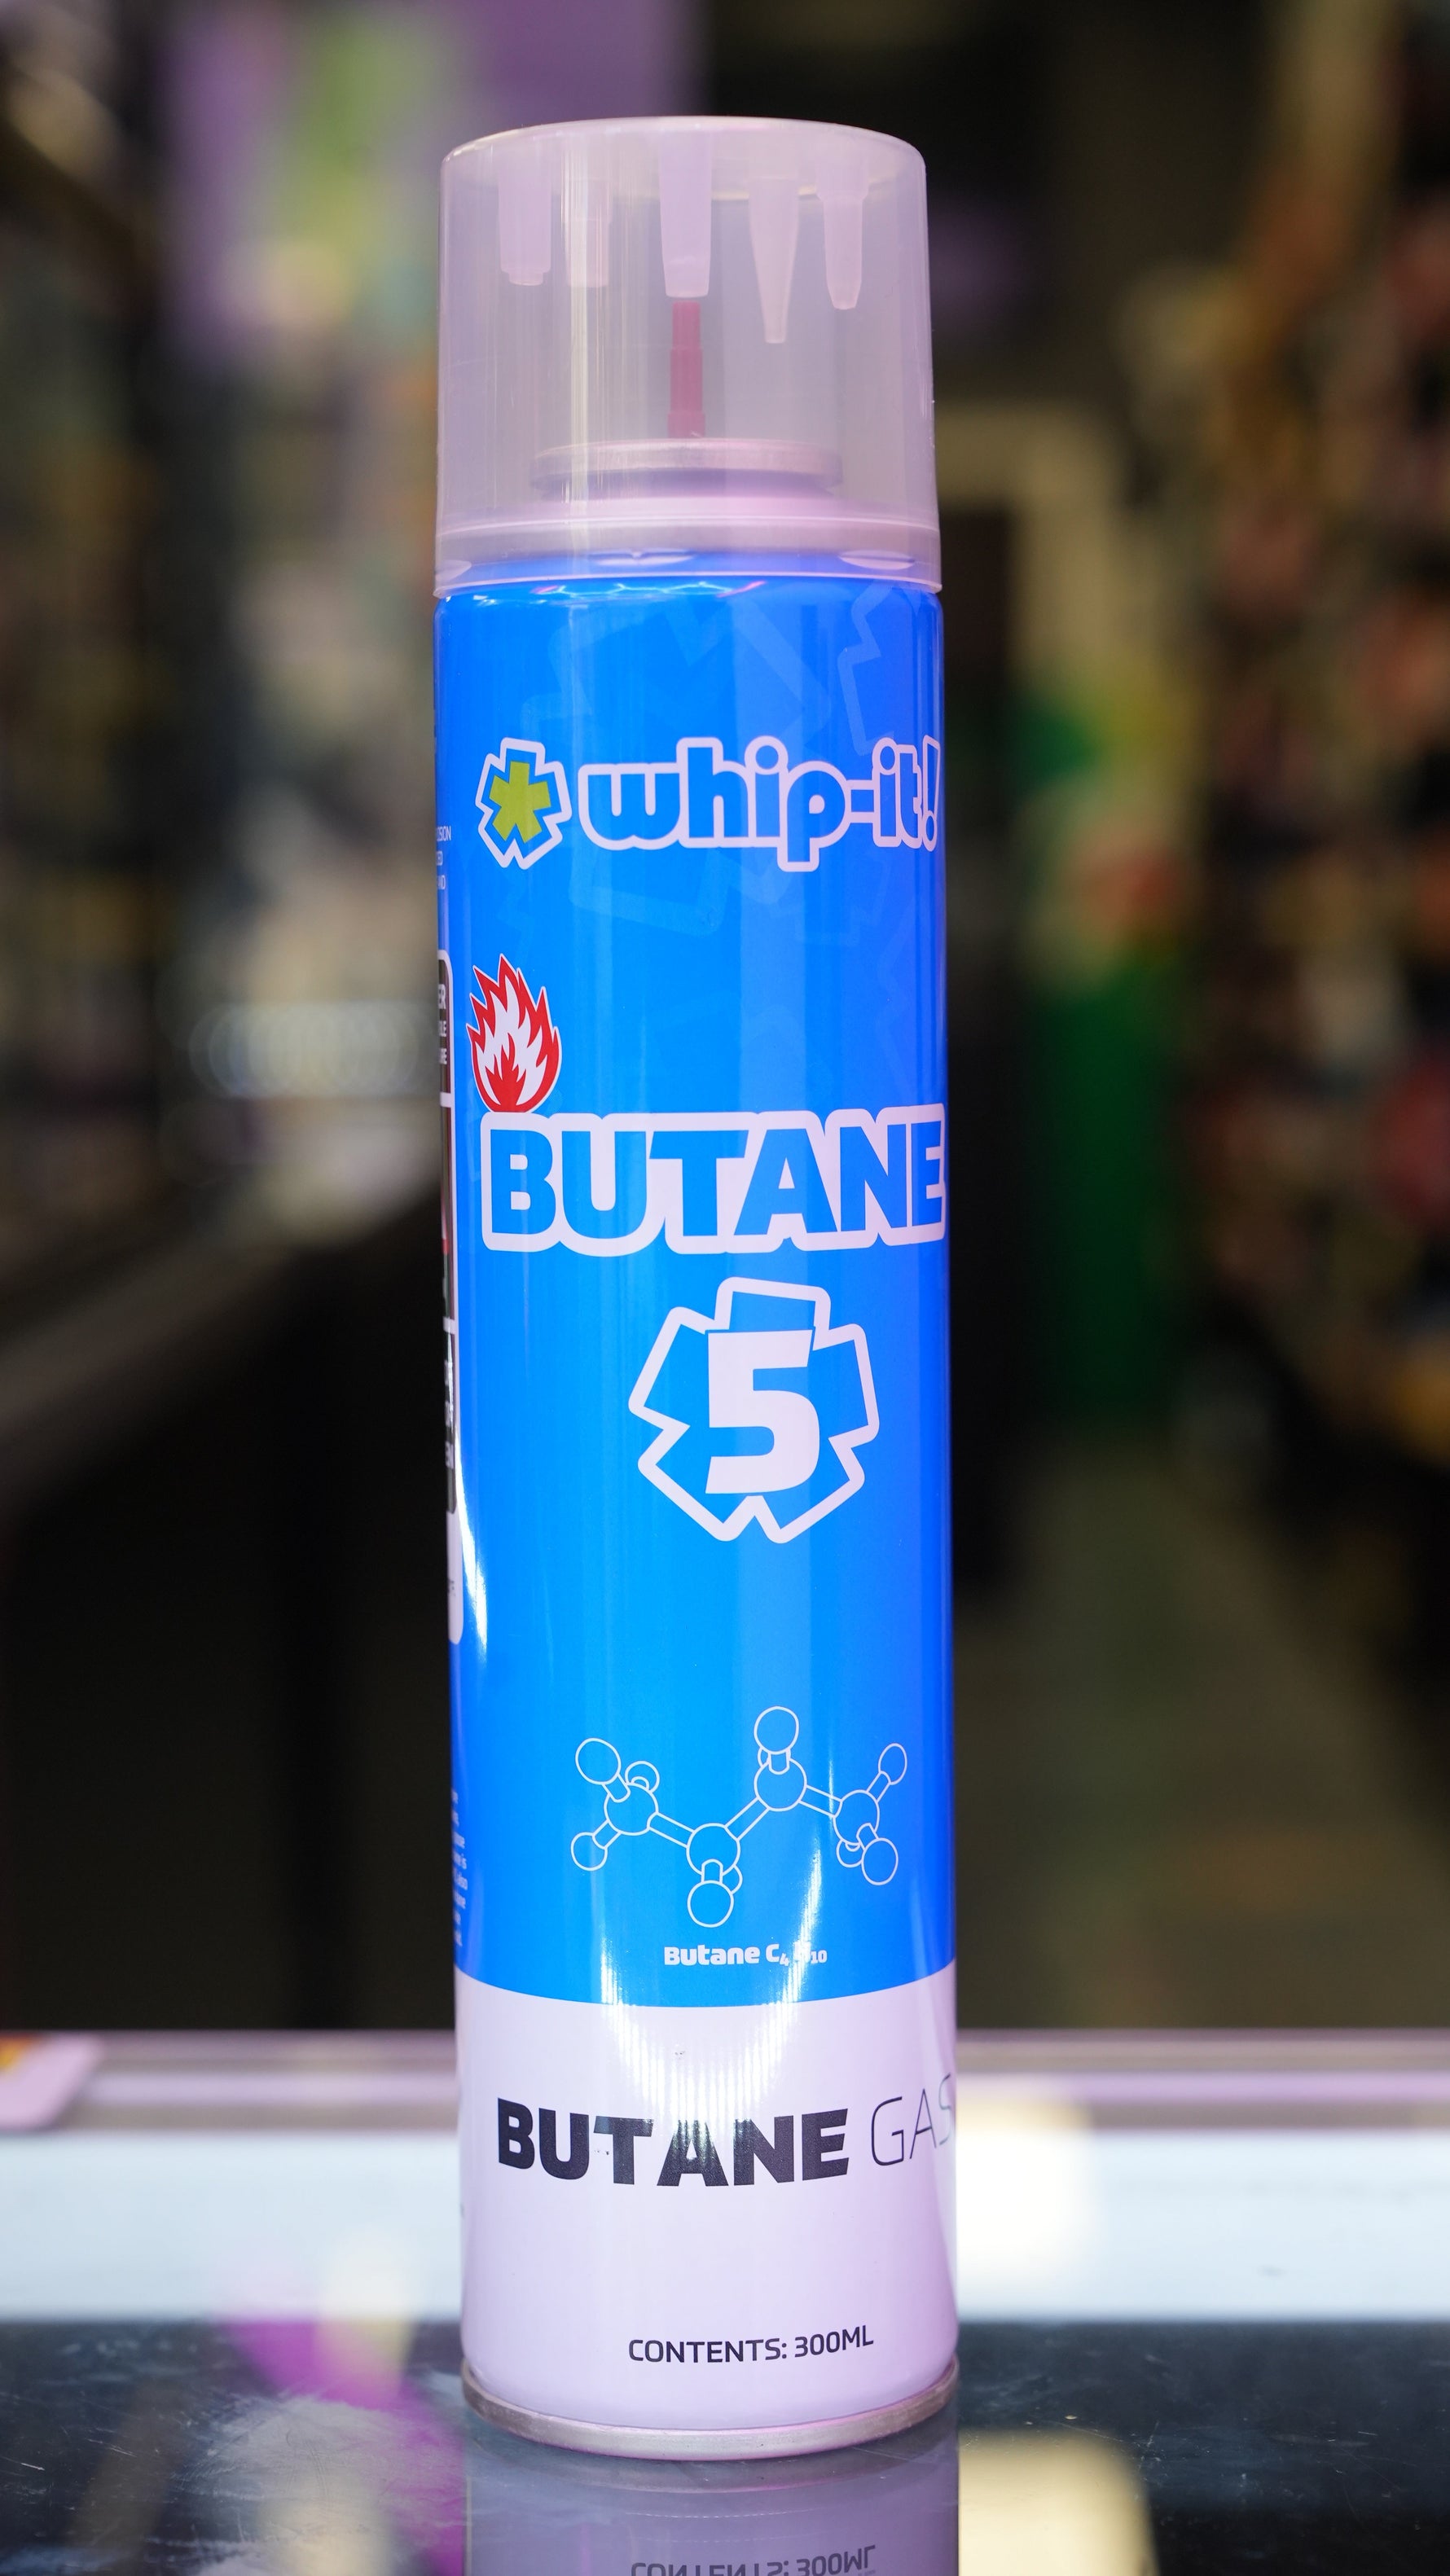 whip-it!
BUTANE
5
Butane C₄H₁₀
BUTANE GAS
CONTENTS: 300ML